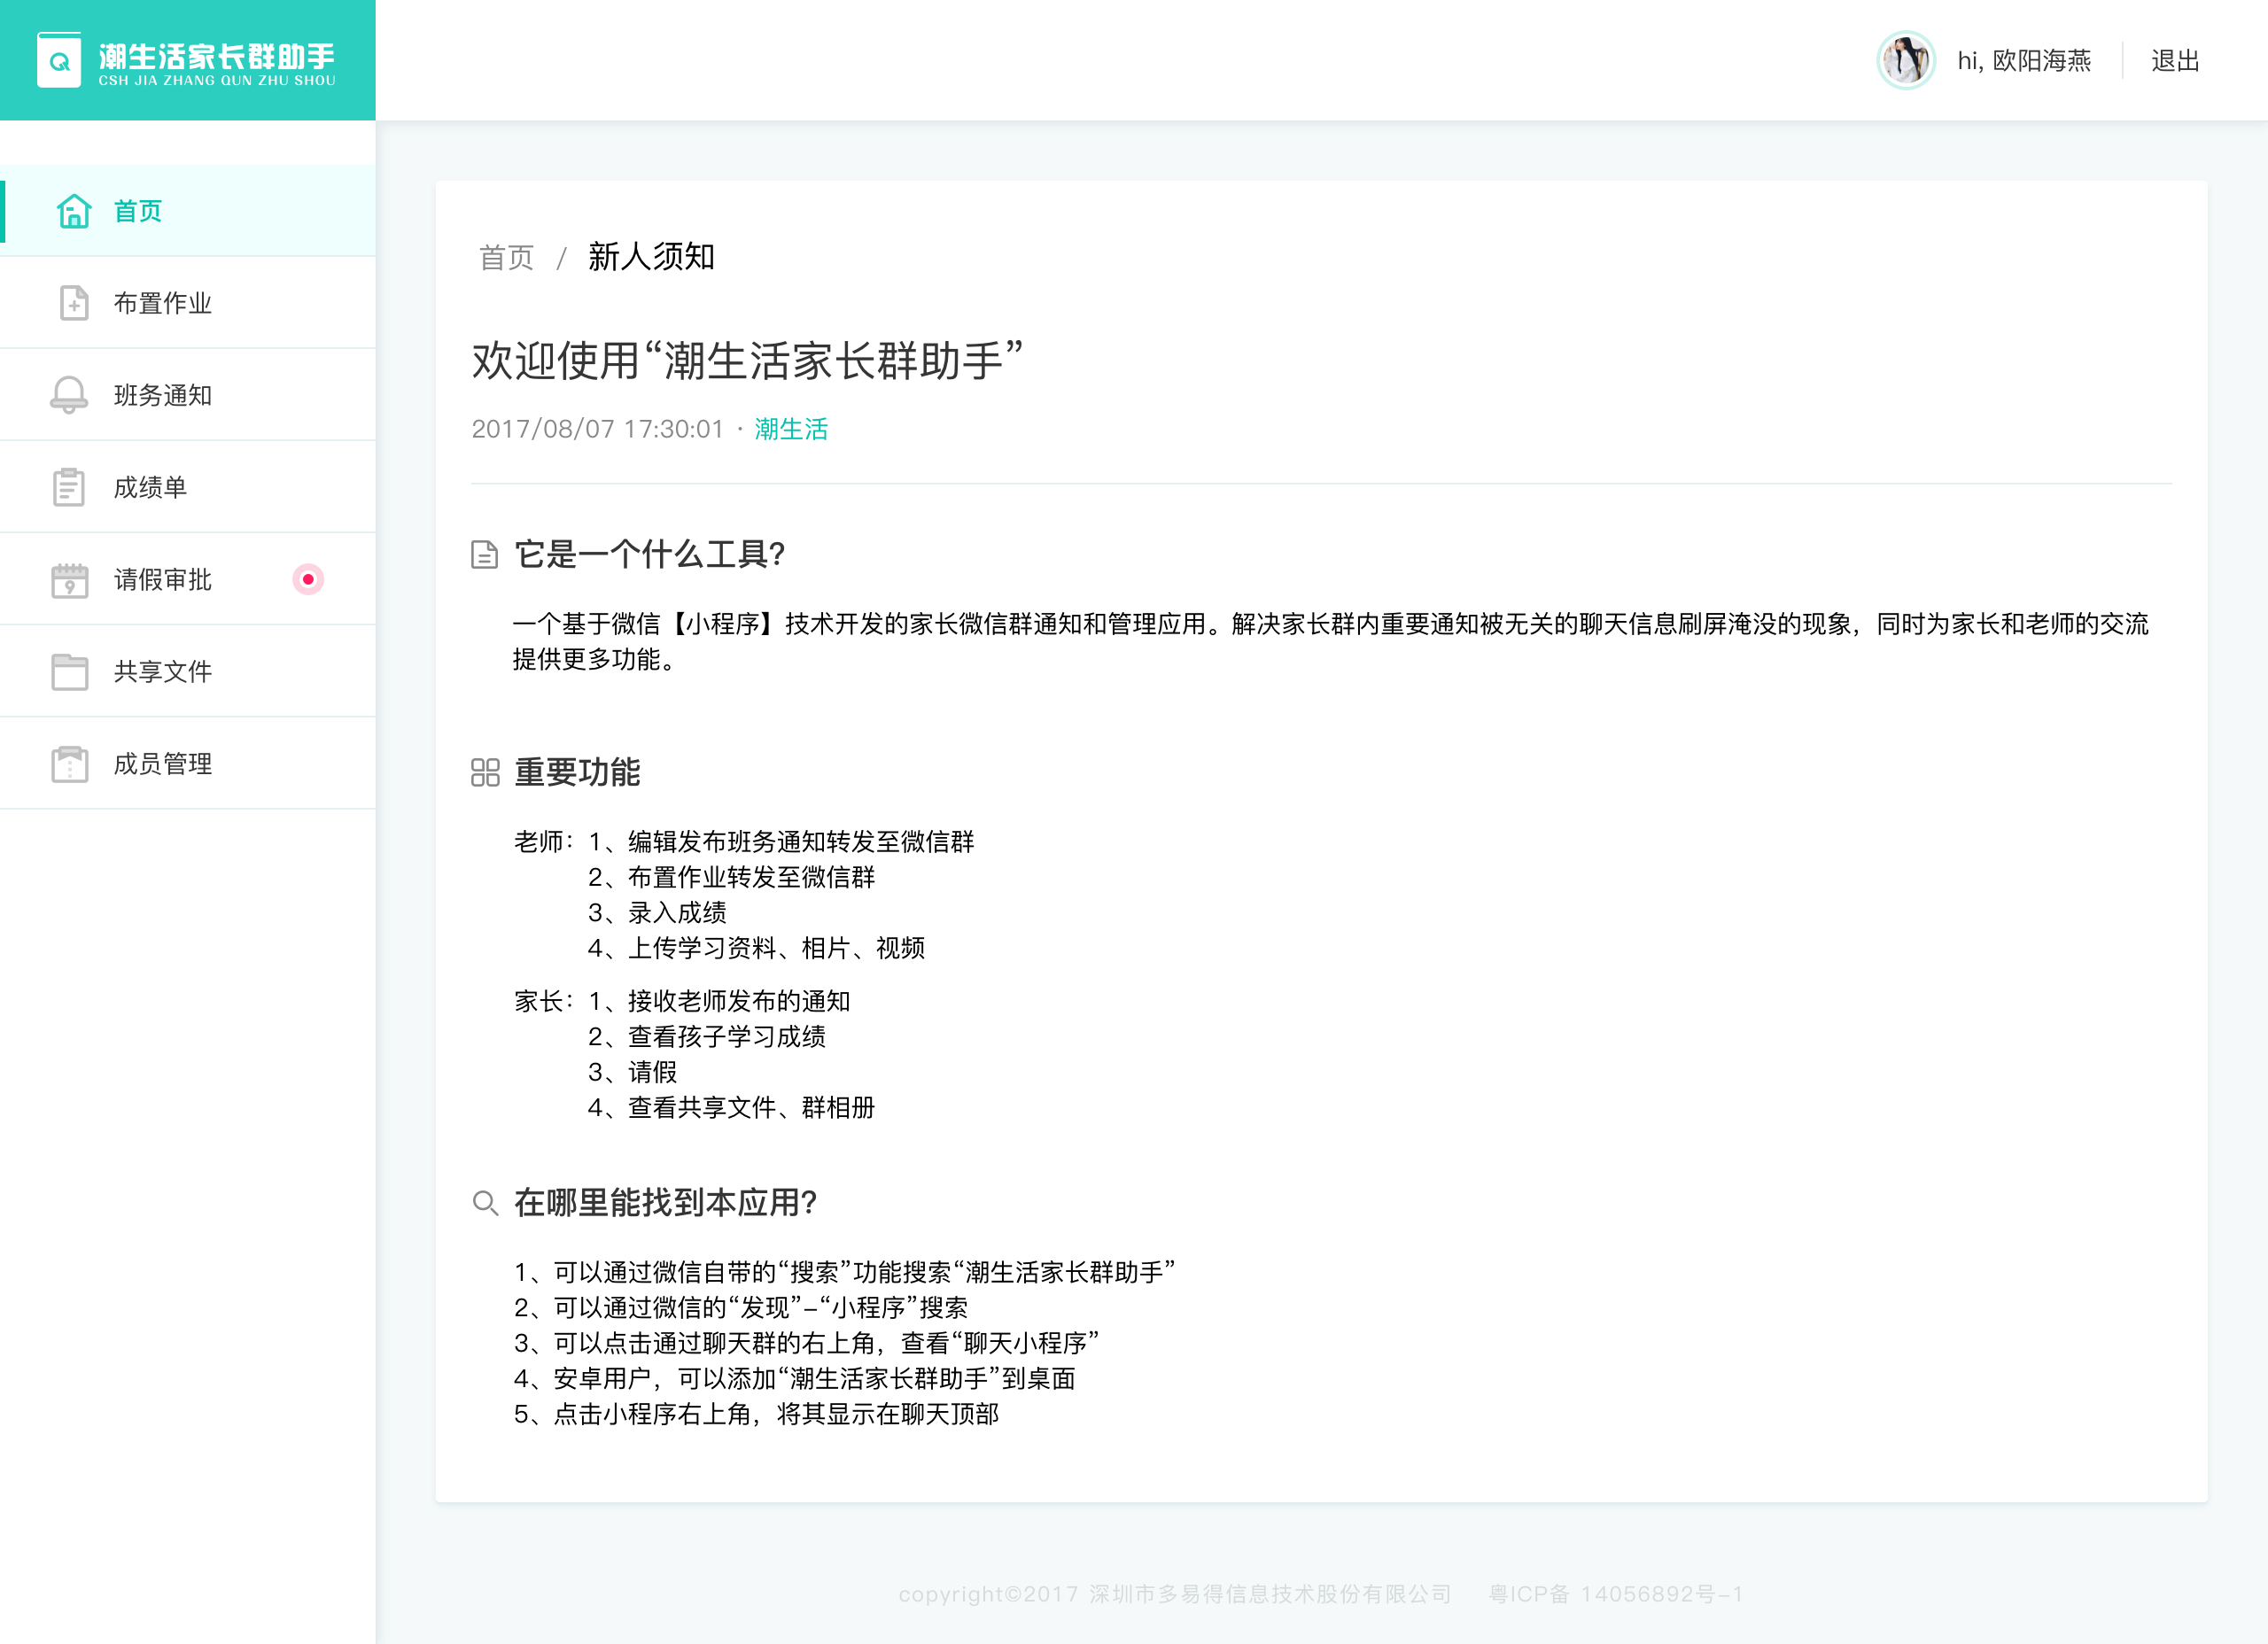 潮生活家长群助手
CSH JIA ZHANG QUN ZHU SHOU
hi, 欧阳海燕
退出
首页
布置作业
班务通知
成绩单
请假审批
共享文件
成员管理
首页 / 新人须知
欢迎使用“潮生活家长群助手”
2017/08/07 17:30:01 · 潮生活
它是一个什么工具?
一个基于微信【小程序】技术开发的家长微信群通知和管理应用。解决家长群内重要通知被无关的聊天信息刷屏淹没的现象，同时为家长和老师的交流
提供更多功能。
重要功能
老师：1、编辑发布班务通知转发至微信群
2、布置作业转发至微信群
3、录入成绩
4、上传学习资料、相片、视频
家长：1、接收老师发布的通知
2、查看孩子学习成绩
3、请假
4、查看共享文件、群相册
在哪里能找到本应用?
1、可以通过微信自带的“搜索”功能搜索“潮生活家长群助手”
2、可以通过微信的“发现”-“小程序”搜索
3、可以点击通过聊天群的右上角，查看“聊天小程序”
4、安卓用户，可以添加“潮生活家长群助手”到桌面
5、点击小程序右上角，将其显示在聊天顶部
copyright©2017 深圳市多易得信息技术股份有限公司 粤ICP备 14056892号-1